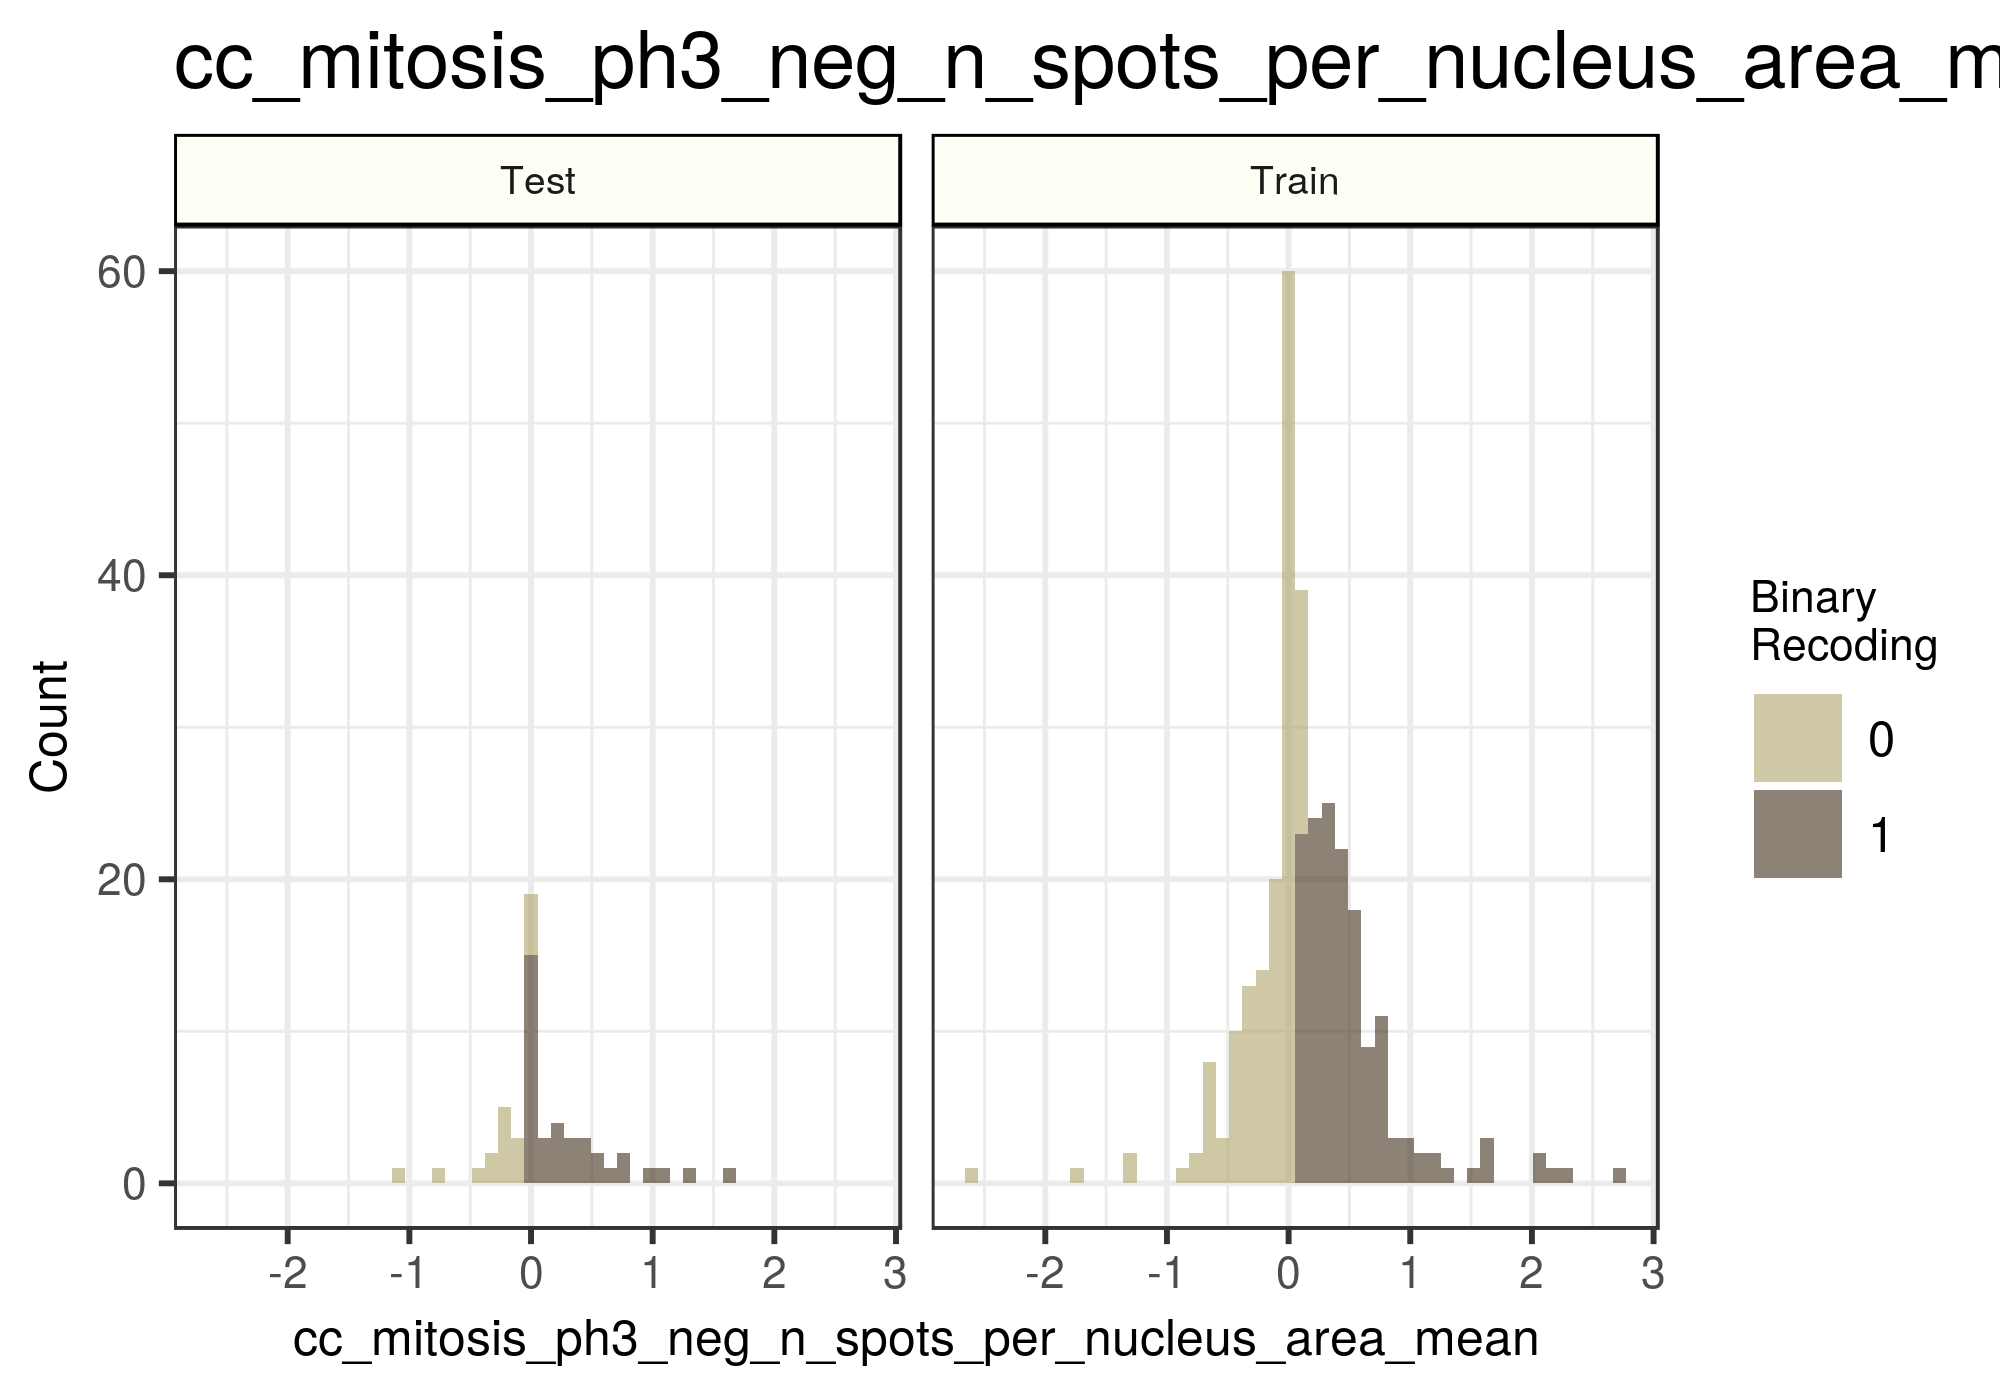 cc_mitosis_ph3_neg_n_spots_per_nucleus_area_m
Test
Train
60
40
20
0
Count
-2 -1 0 1 2 3
-2 -1 0 1 2 3
cc_mitosis_ph3_neg_n_spots_per_nucleus_area_mean
Binary
Recoding
0
1